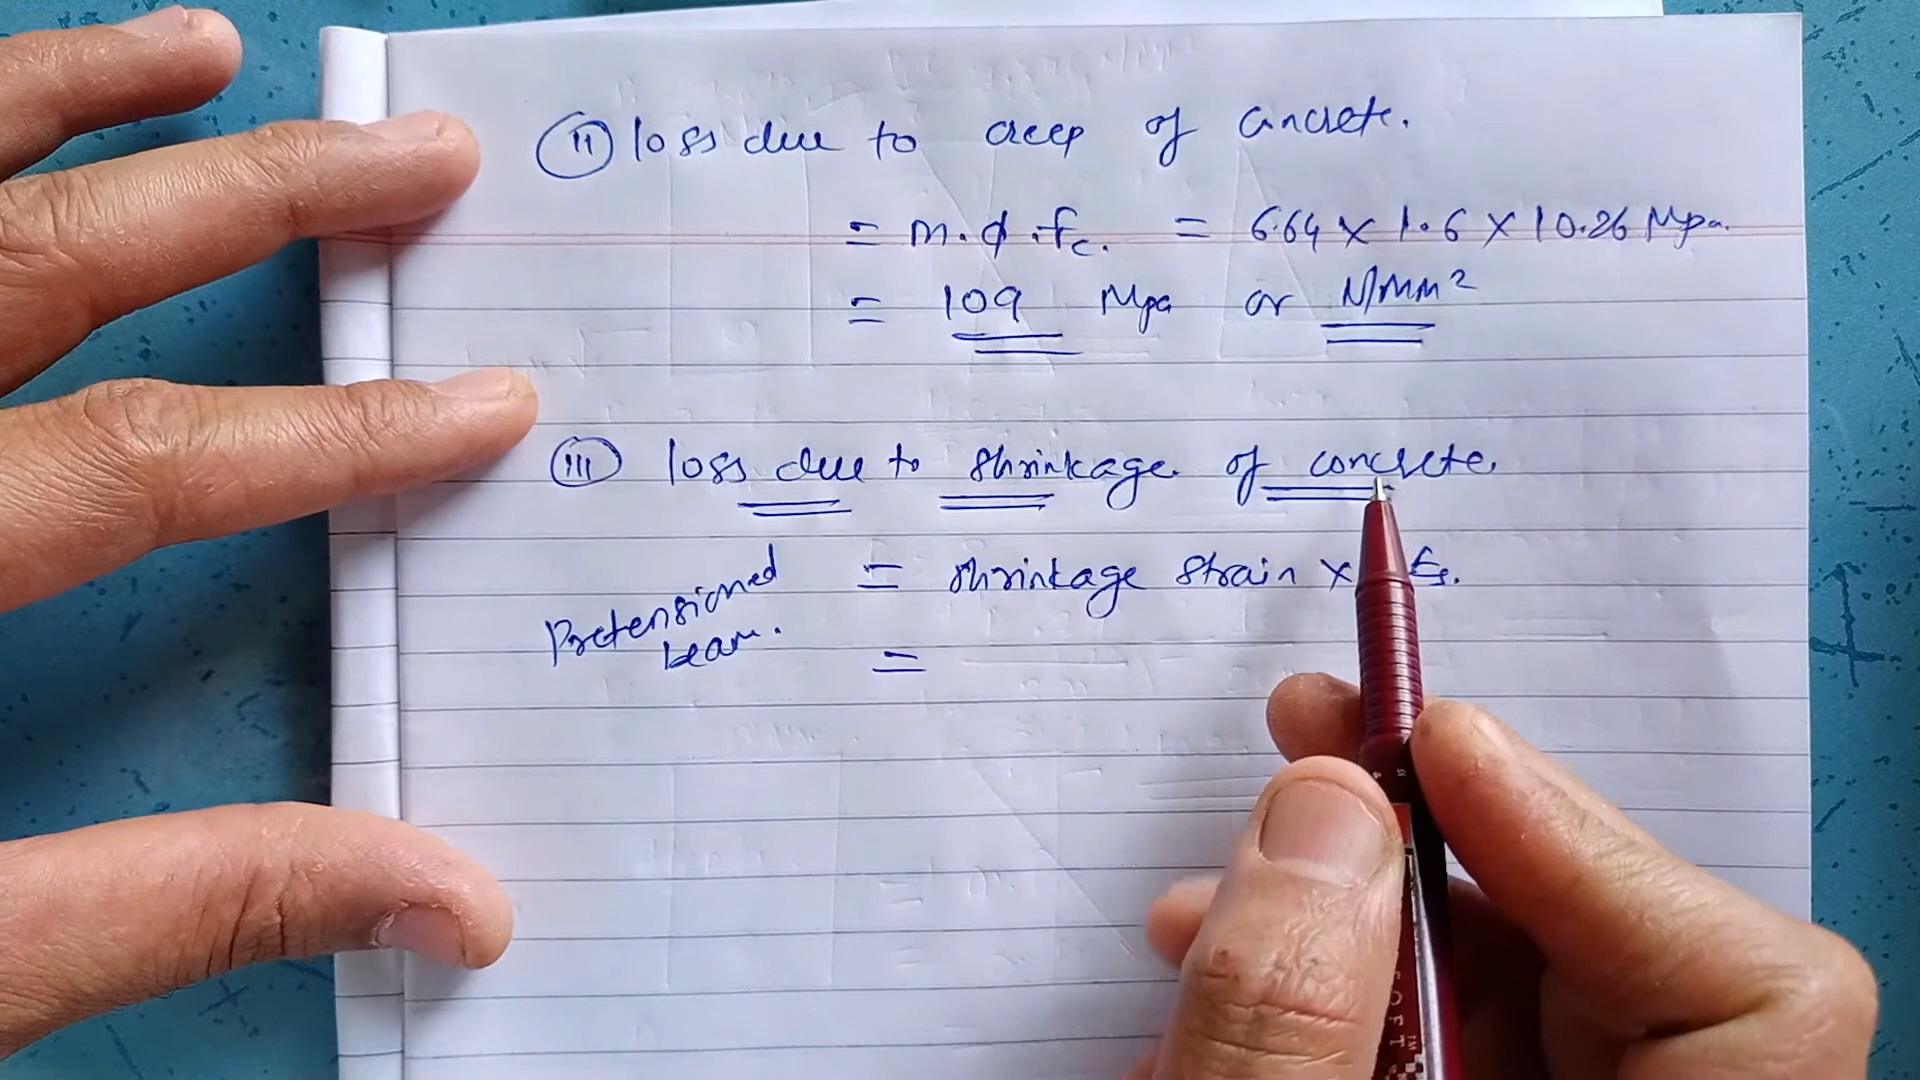 (ii) loss due to creep of concrete.
= m. ϕ . fc. = 6.64 x 1.6 x 10.26 Mpa.
= 109 Mpa or N/mm²
(iii) loss due to shrinkage of concrete.
Pretensioned beam. = shrinkage strain x Es.
=
SOFT™